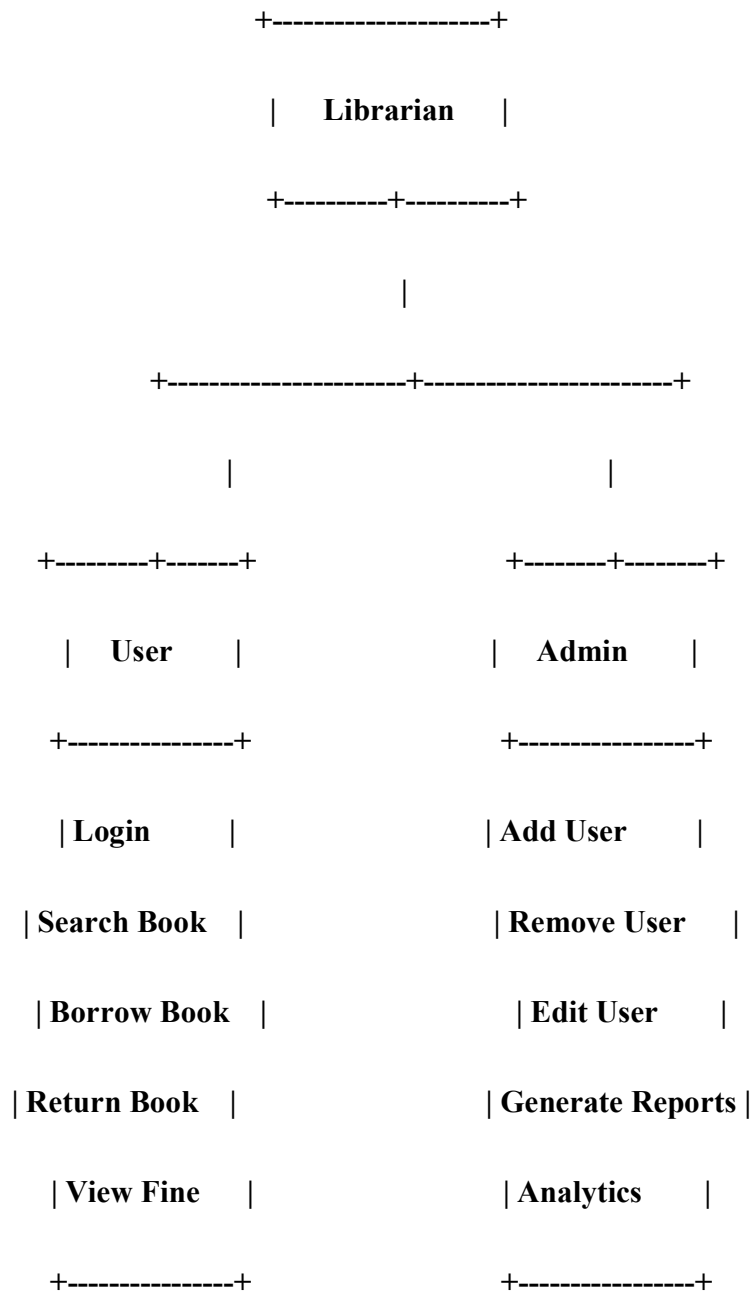 +---------------------+
| Librarian |
+----------+----------+
|
+-----------------------+------------------------+
| |
+---------+-------+ +--------+--------+
| User | | Admin |
+----------------+ +-----------------+
| Login | | Add User |
| Search Book | | Remove User |
| Borrow Book | | Edit User |
| Return Book | | Generate Reports |
| View Fine | | Analytics |
+----------------+ +-----------------+